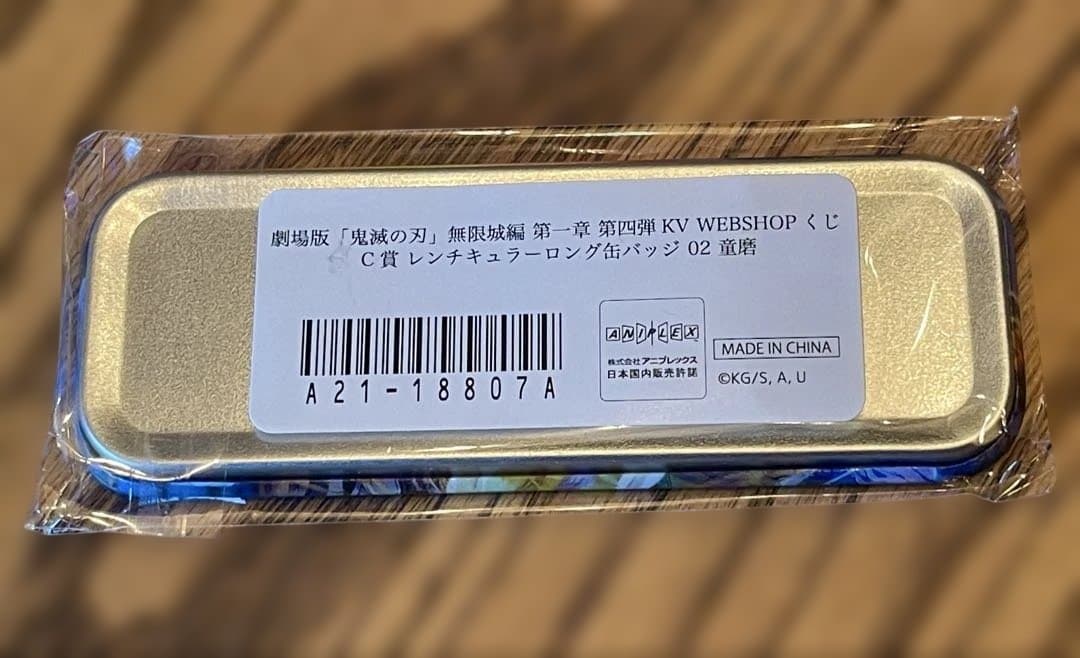 劇場版「鬼滅の刃」無限城編 第一章 第四弾 KV WEBSHOP くじ
C 賞 レンチキュラーロング缶バッジ 02 童磨
A21-18807A
ANIPLEX
株式会社アニプレックス
日本国内販売許諾
MADE IN CHINA
©KG/S, A, U